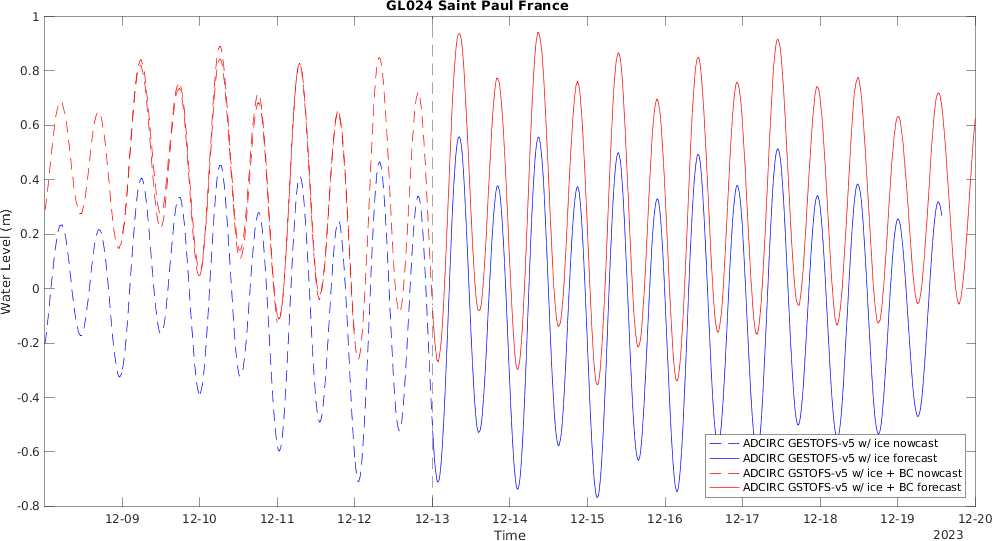 GL024 Saint Paul France
1
0.8
0.6
0.4
0.2
0
-0.2
-0.4
-0.6
-0.8
Water Level (m)
ADCIRC GESTOFS-v5 w/ ice nowcast
ADCIRC GESTOFS-v5 w/ ice forecast
ADCIRC GSTOFS-v5 w/ ice + BC nowcast
ADCIRC GSTOFS-v5 w/ ice + BC forecast
12-09 12-10 12-11 12-12 12-13 12-14 12-15 12-16 12-17 12-18 12-19 12-20
Time
2023